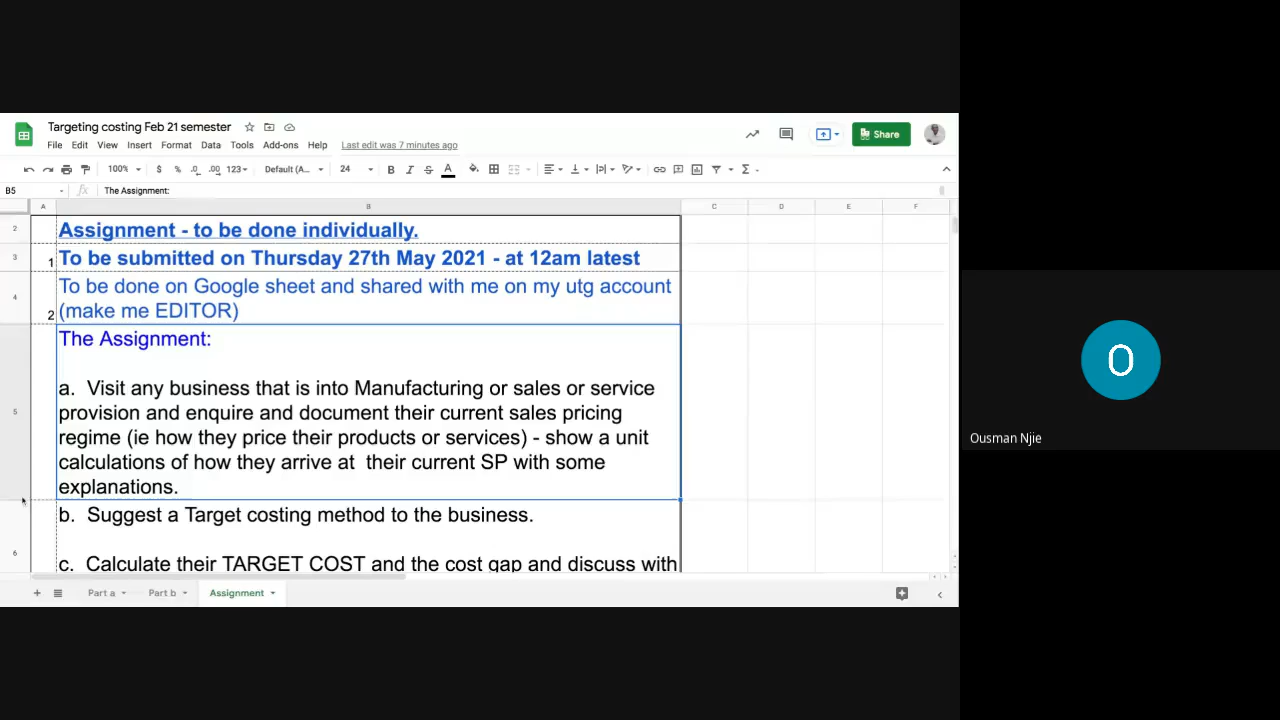 Targeting costing Feb 21 semester
File Edit View Insert Format Data Tools Add-ons Help Last edit was 7 minutes ago
Share
100% $ % .0 .00 123 Default (A... 24 B I S A
B5 fx The Assignment:
A B C D E F
2 Assignment - to be done individually.
3 1 To be submitted on Thursday 27th May 2021 - at 12am latest
4 To be done on Google sheet and shared with me on my utg account
2 (make me EDITOR)
The Assignment:
a. Visit any business that is into Manufacturing or sales or service
5 provision and enquire and document their current sales pricing
regime (ie how they price their products or services) - show a unit
calculations of how they arrive at their current SP with some
explanations.
b. Suggest a Target costing method to the business.
6
c. Calculate their TARGET COST and the cost gap and discuss with
Part a Part b Assignment
O
Ousman Njie